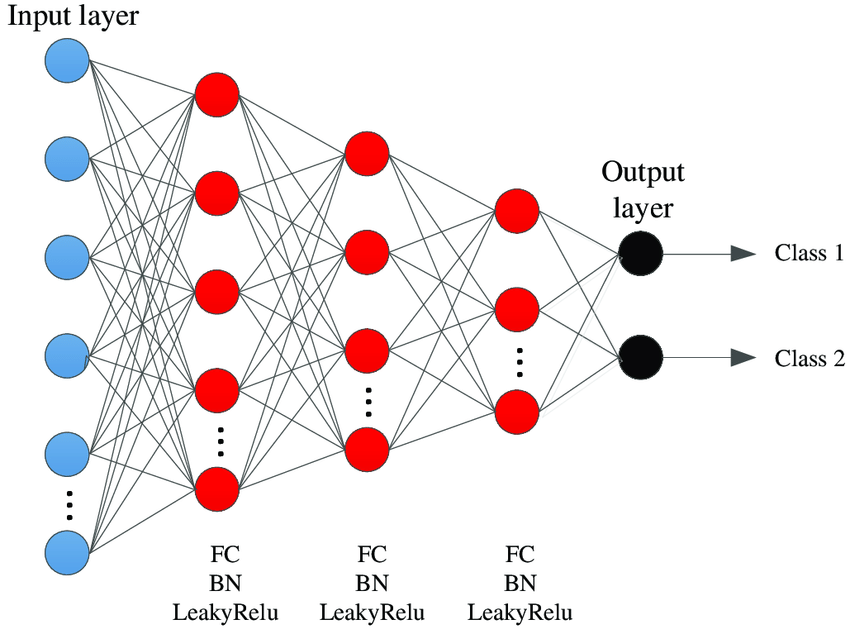 Input layer
Output
layer
Class 1
Class 2
FC
BN
LeakyRelu
FC
BN
LeakyRelu
FC
BN
LeakyRelu